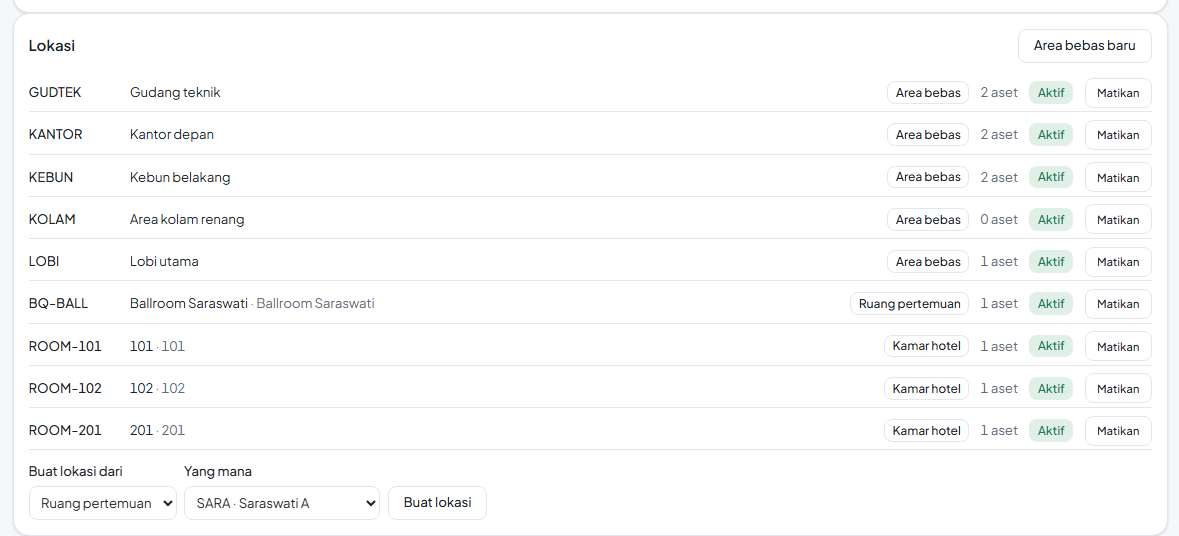 Lokasi Area bebas baru
GUDTEK Gudang teknik Area bebas 2 aset Aktif Matikan
KANTOR Kantor depan Area bebas 2 aset Aktif Matikan
KEBUN Kebun belakang Area bebas 2 aset Aktif Matikan
KOLAM Area kolam renang Area bebas 0 aset Aktif Matikan
LOBI Lobi utama Area bebas 1 aset Aktif Matikan
BQ-BALL Ballroom Saraswati · Ballroom Saraswati Ruang pertemuan 1 aset Aktif Matikan
ROOM-101 101 · 101 Kamar hotel 1 aset Aktif Matikan
ROOM-102 102 · 102 Kamar hotel 1 aset Aktif Matikan
ROOM-201 201 · 201 Kamar hotel 1 aset Aktif Matikan
Buat lokasi dari Yang mana
Ruang pertemuan SARA · Saraswati A Buat lokasi